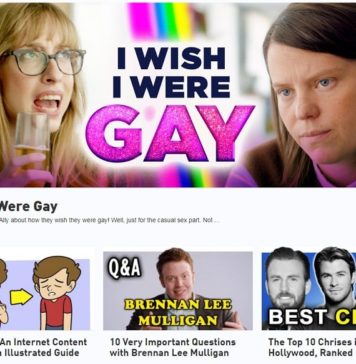 I WISH
I WERE
GAY
Were Gay
Ally about how they wish they were gay! Well, just for the casual sex part. Not ...
Q&A
BRENNAN LEE
MULLIGAN
BEST C
An Internet Content
Illustrated Guide
10 Very Important Questions
with Brennan Lee Mulligan
The Top 10 Chrises i
Hollywood, Ranke